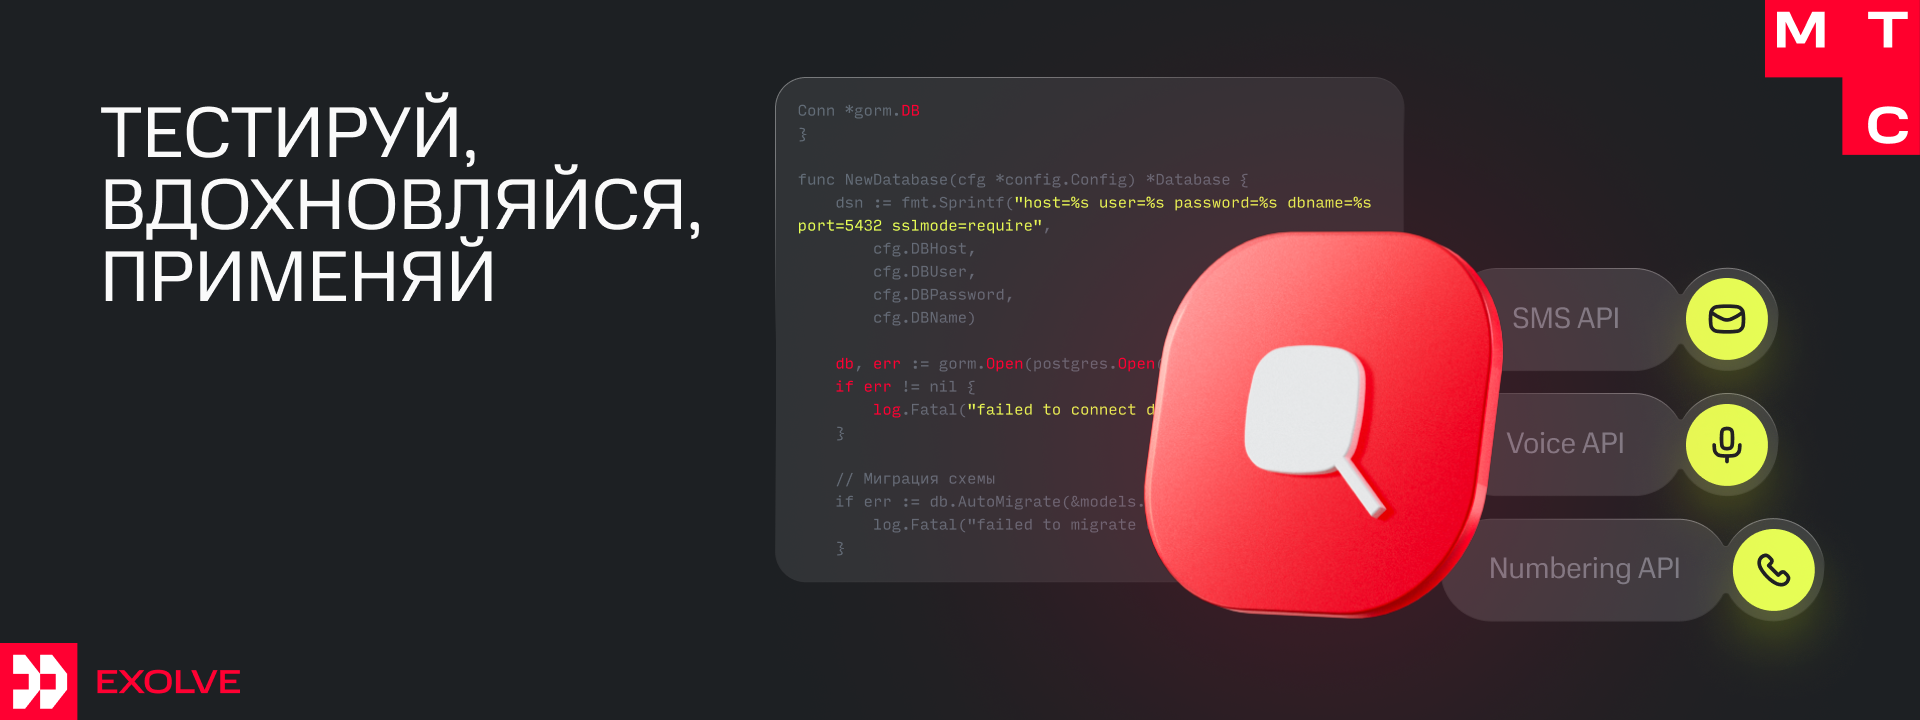 ТЕСТИРУЙ,
ВДОХНОВЛЯЙСЯ,
ПРИМЕНЯЙ
Conn *gorm.DB
}
func NewDatabase(cfg *config.Config) *Database {
dsn := fmt.Sprintf("host=%s user=%s password=%s dbname=%s
port=5432 sslmode=require",
cfg.DBHost,
cfg.DBUser,
cfg.DBPassword,
cfg.DBName)
db, err := gorm.Open(postgres.Open(
if err != nil {
log.Fatal("failed to connect d
}
// Миграция схемы
if err := db.AutoMigrate(&models.
log.Fatal("failed to migrate
}
SMS API
Voice API
Numbering API
М Т
С
EXOLVE